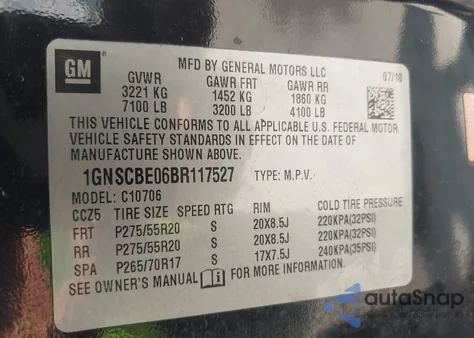 GM
MFD BY GENERAL MOTORS LLC
07/10
GVWR GAWR FRT GAWR RR
3221 KG 1452 KG 1860 KG
7100 LB 3200 LB 4100 LB
THIS VEHICLE CONFORMS TO ALL APPLICABLE U.S. FEDERAL MOTOR
VEHICLE SAFETY STANDARDS IN EFFECT ON THE DATE OF
MANUFACTURE SHOWN ABOVE.
1GNSCBE06BR117527 TYPE: M.P.V.
MODEL: C10706
CCZ5 TIRE SIZE SPEED RTG RIM COLD TIRE PRESSURE
FRT P275/55R20 S 20X8.5J 220KPA(32PSI)
RR P275/55R20 S 20X8.5J 220KPA(32PSI)
SPA P265/70R17 S 17X7.5J 240KPA(35PSI)
SEE OWNER'S MANUAL FOR MORE INFORMATION.
autoSnap